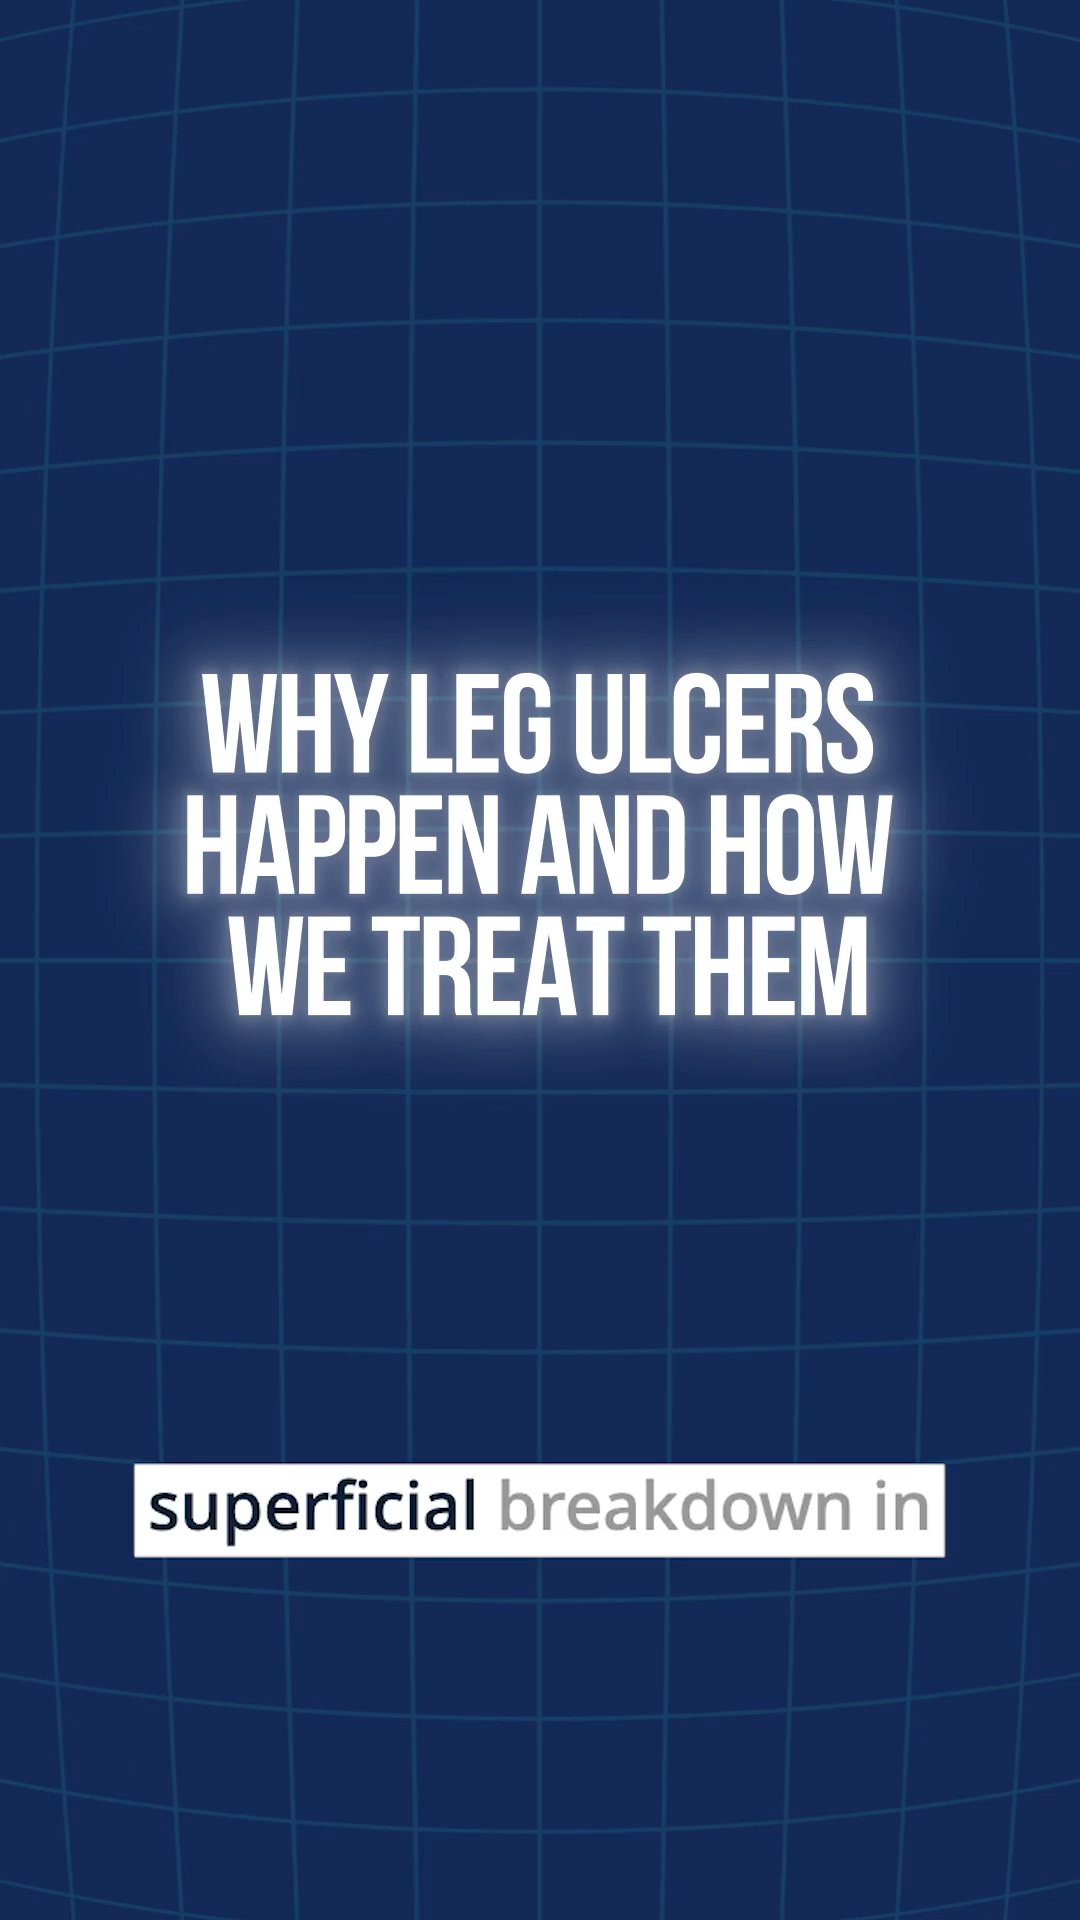 WHY LEG ULCERS
HAPPEN AND HOW
WE TREAT THEM
superficial breakdown in